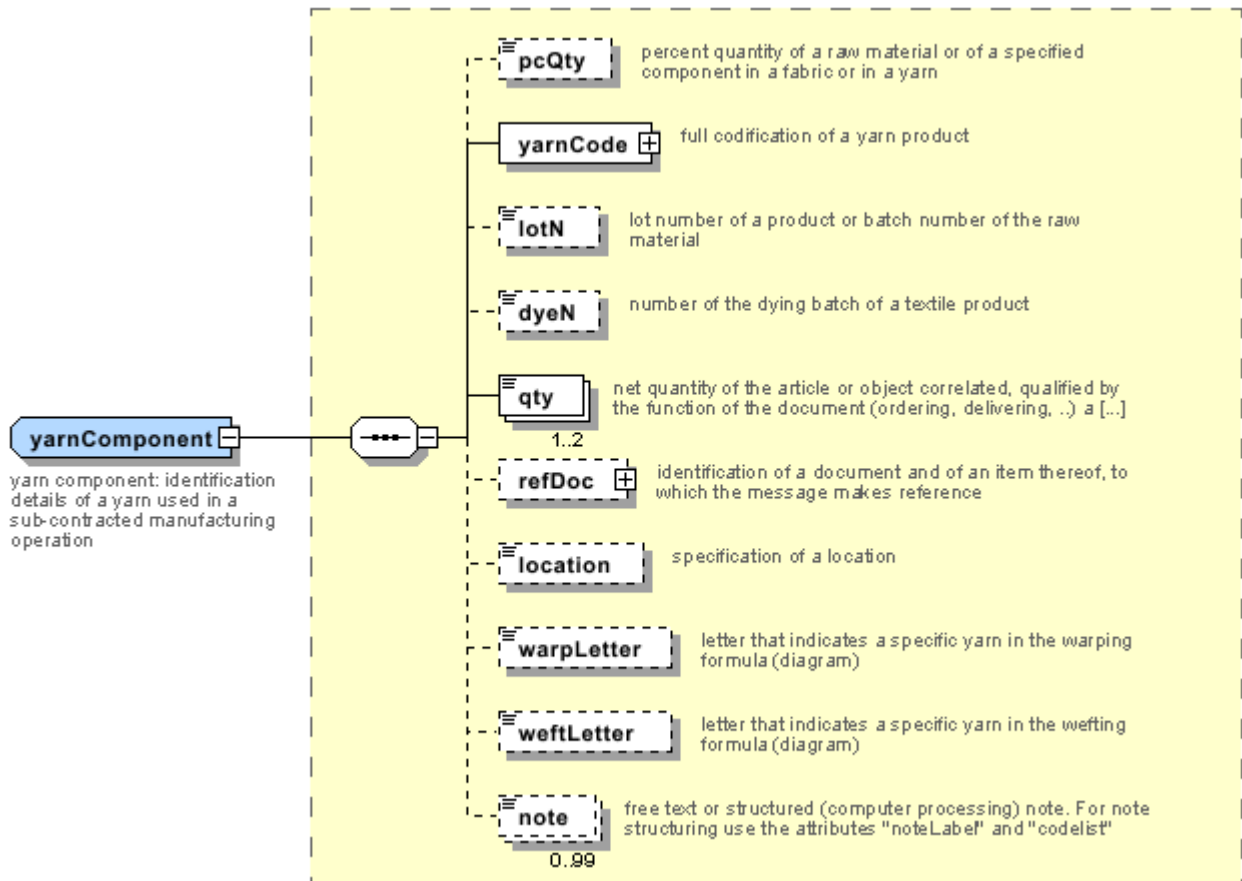 pcQty
percent quantity of a raw material or of a specified
component in a fabric or in a yarn
yarnCode
full codification of a yarn product
lotN
lot number of a product or batch number of the raw
material
dyeN
number of the dying batch of a textile product
qty
net quantity of the article or object correlated, qualified by
the function of the document (ordering, delivering, ..) a [...]
1..2
yarnComponent
yarn component: identification
details of a yarn used in a
sub-contracted manufacturing
operation
refDoc
identification of a document and of an item thereof, to
which the message makes reference
location
specification of a location
warpLetter
letter that indicates a specific yarn in the warping
formula (diagram)
weftLetter
letter that indicates a specific yarn in the wefting
formula (diagram)
note
free text or structured (computer processing) note. For note
structuring use the attributes "noteLabel" and "codelist"
0..99